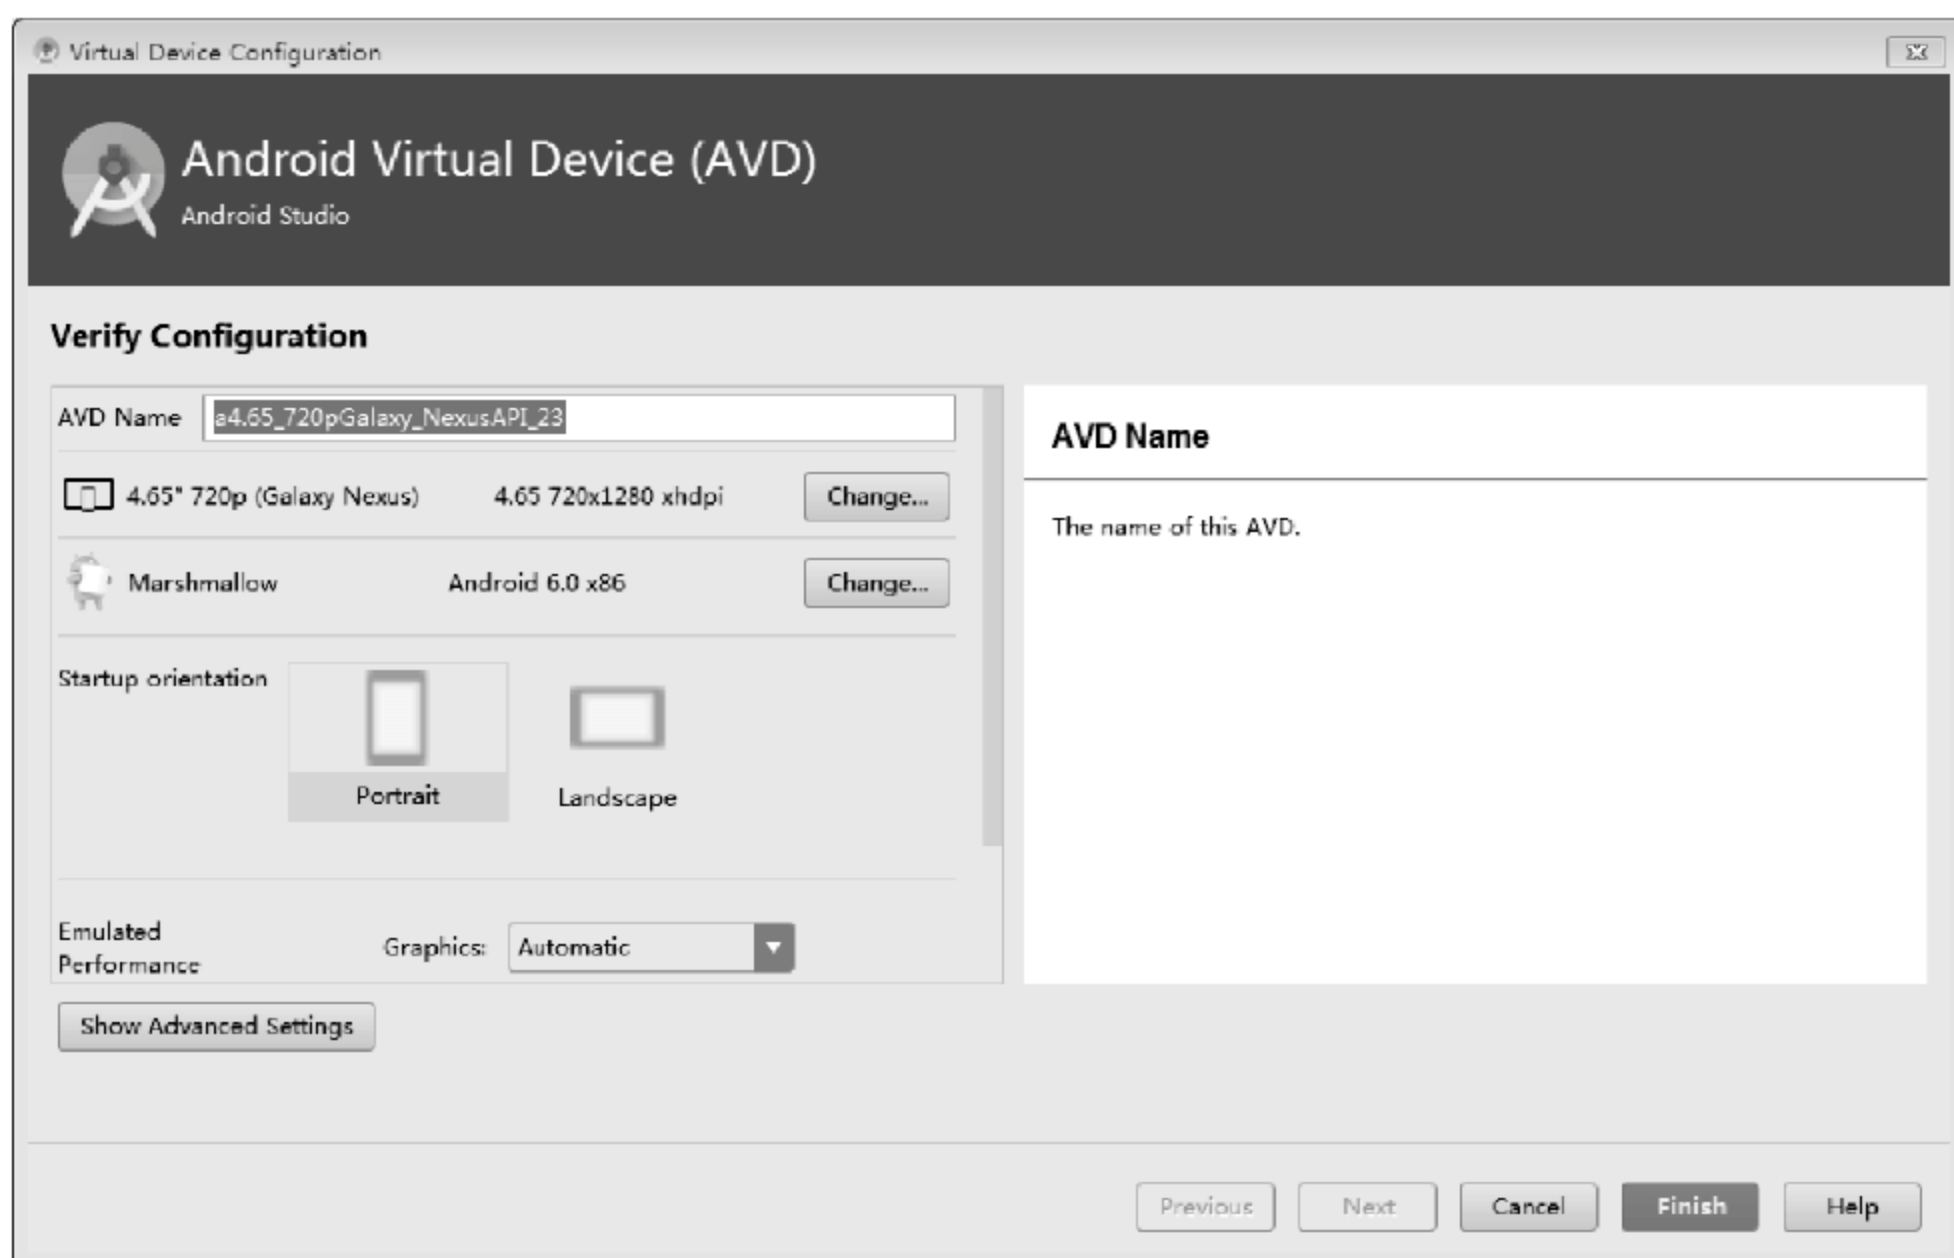 Virtual Device Configuration
Android Virtual Device (AVD)
Android Studio
Verify Configuration
AVD Name a4.65_720pGalaxy_NexusAPI_23
4.65" 720p (Galaxy Nexus) 4.65 720x1280 xhdpi Change...
Marshmallow Android 6.0 x86 Change...
Startup orientation
Portrait
Landscape
Emulated
Performance
Graphics: Automatic
Show Advanced Settings
AVD Name
The name of this AVD.
Previous Next Cancel Finish Help